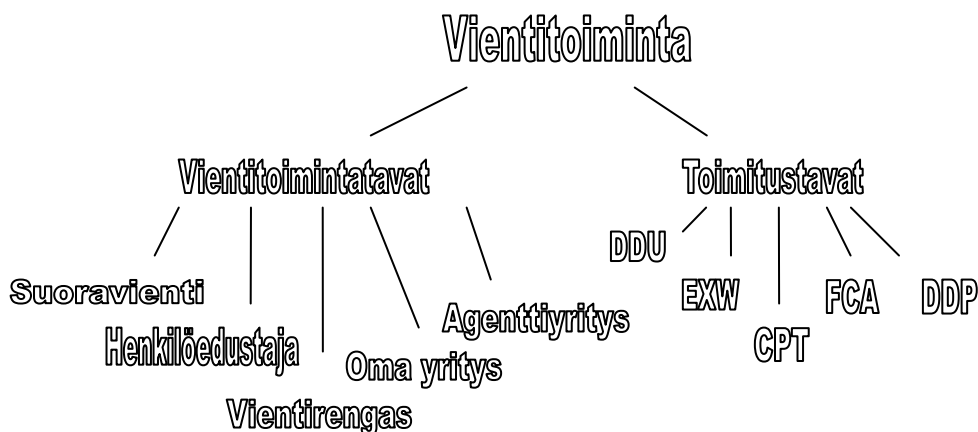 Vientitoiminta
Vientitoimintatavat
Toimitustavat
Suoravienti
Henkilöedustaja
Vientirengas
Oma yritys
Agenttiyritys
DDU
EXW
CPT
FCA
DDP